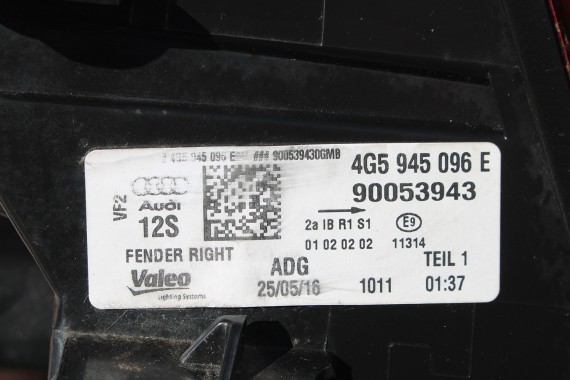 # 4G5 945 096 E ### 900539430GMB
4G5 945 096 E
90053943
VF2
Audi
12S
2a IB R1 S1
E9
01 02 02 02
11314
FENDER RIGHT
ADG
TEIL 1
Valeo
Lighting Systems
25/05/16
1011
01:37